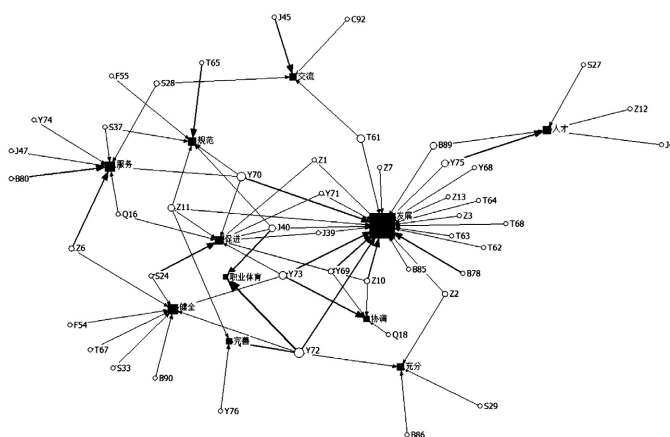 J45
C92
交流
T65
S27
F55
S28
Z12
Y74
S37
规范
T61
B89
人才
J47
服务
Z1
Z7
Y75
Y68
B80
Y70
Y71
Z13
T64
Q16
Z11
发展
Z3
J40
J39
T68
促进
T63
Z6
T62
S24
职业体育
Y73
Y69
Z10
B85
B78
Z2
健全
协调
F54
Q18
完善
T67
Y72
S33
充分
B90
Y76
S29
B86